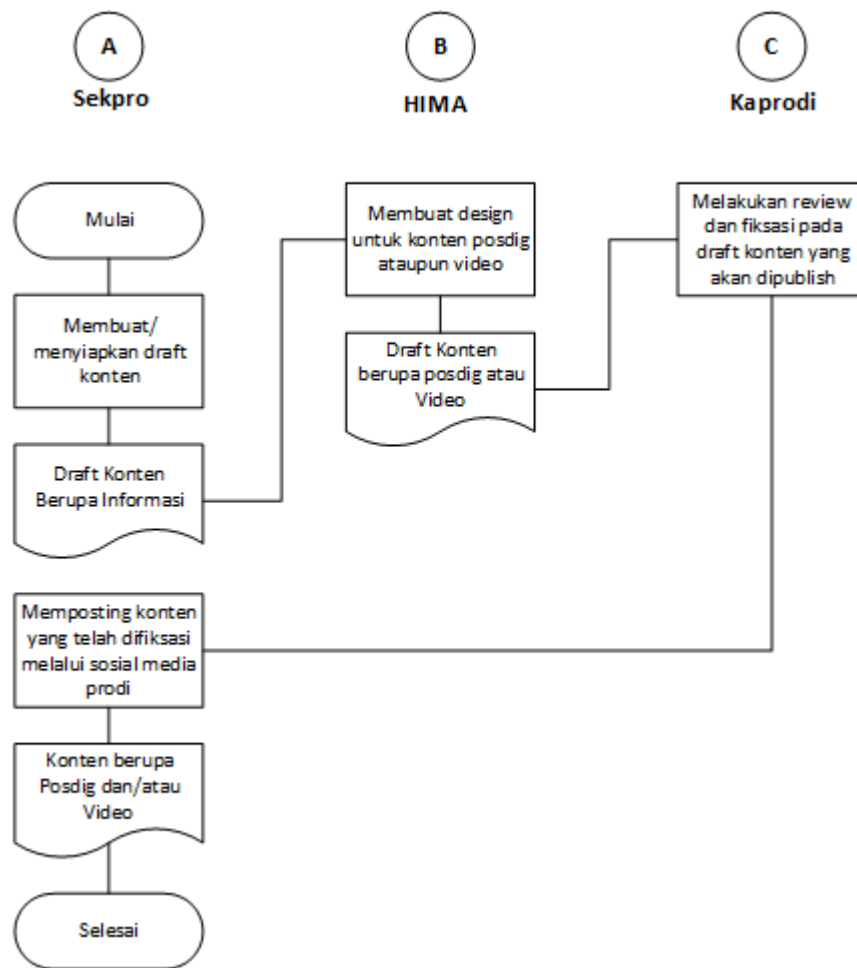 A
Sekpro
B
HIMA
C
Kaprodi
Mulai
Membuat/
menyiapkan draft
konten
Draft Konten
Berupa Informasi
Membuat design
untuk konten posdig
ataupun video
Draft Konten
berupa posdig atau
Video
Melakukan review
dan fiksasi pada
draft konten yang
akan dipublish
Memposting konten
yang telah difiksasi
melalui sosial media
prodi
Konten berupa
Posdig dan/atau
Video
Selesai